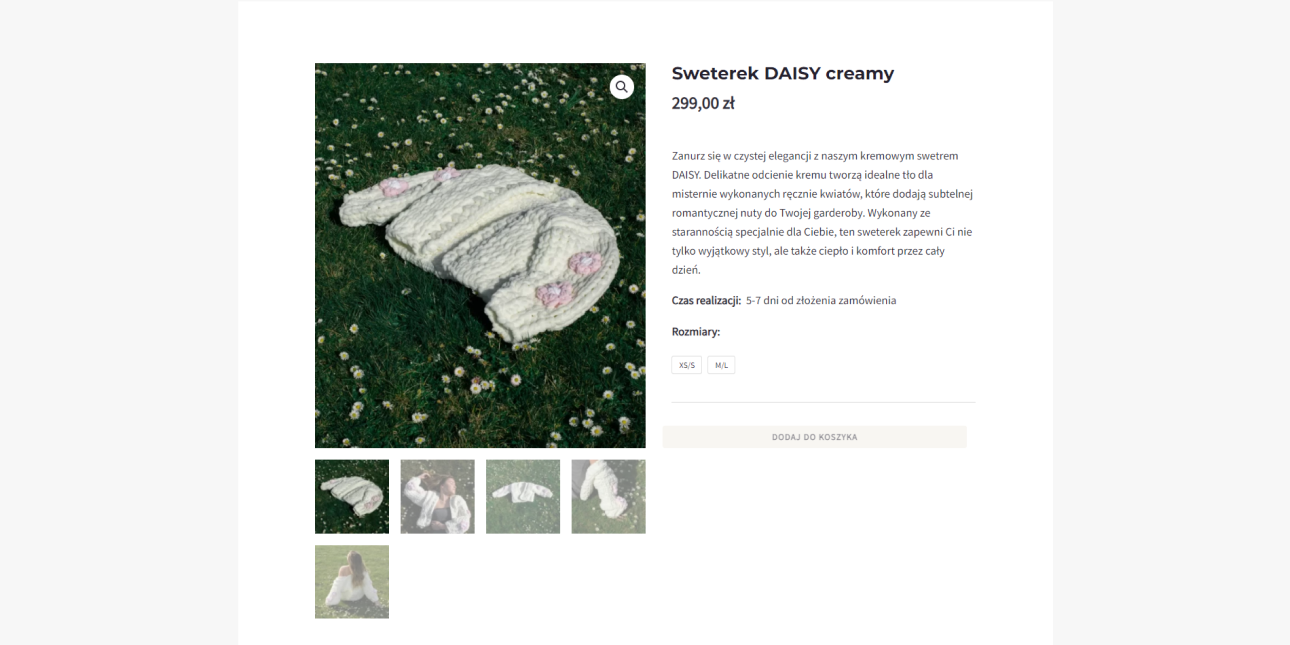 Sweterek DAISY creamy
299,00 zł
Zanurz się w czystej elegancji z naszym kremowym swetrem
DAISY. Delikatne odcienie kremu tworzą idealne tło dla
misternie wykonanych ręcznie kwiatów, które dodają subtelnej
romantycznej nuty do Twojej garderoby. Wykonany ze
starannością specjalnie dla Ciebie, ten sweterek zapewni Ci nie
tylko wyjątkowy styl, ale także ciepło i komfort przez cały
dzień.
Czas realizacji: 5-7 dni od złożenia zamówienia
Rozmiary:
XS/S M/L
DODAJ DO KOSZYKA